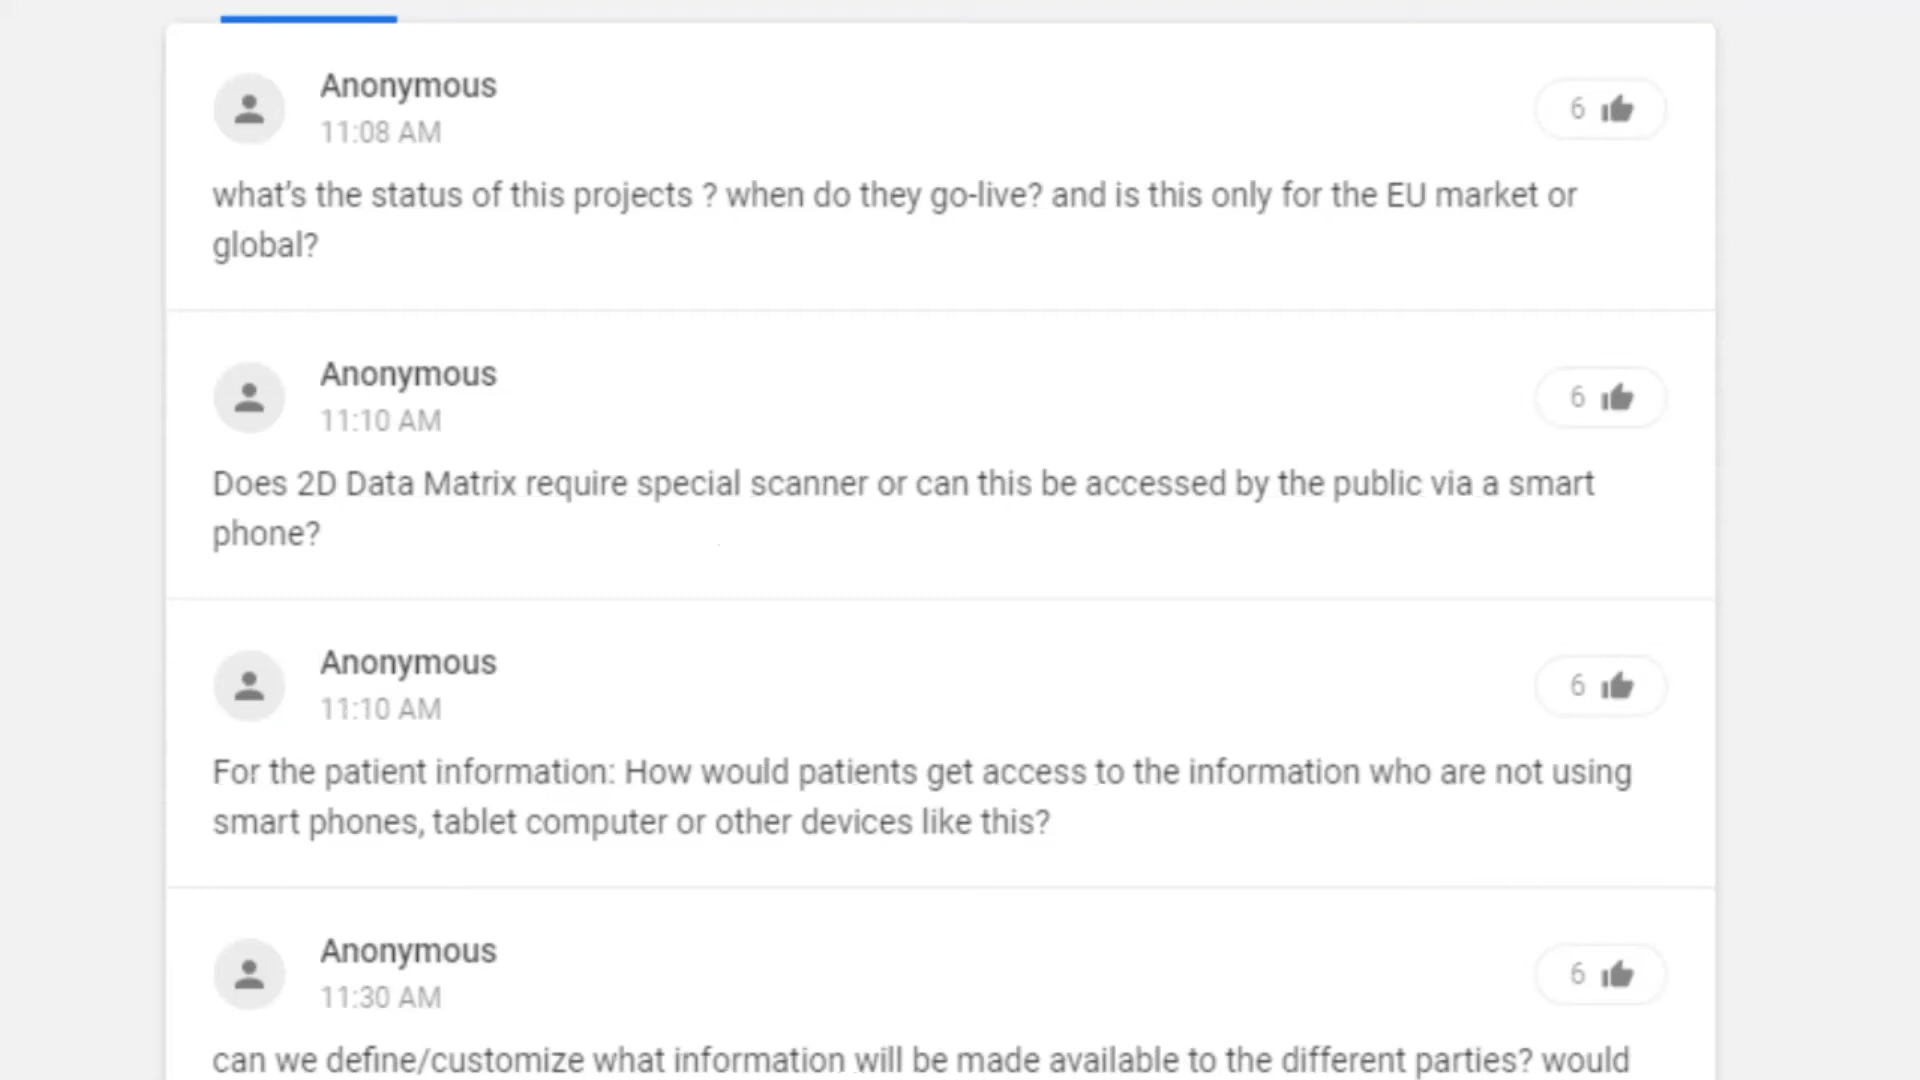 Anonymous
11:08 AM
6
what's the status of this projects ? when do they go-live? and is this only for the EU market or
global?
Anonymous
11:10 AM
6
Does 2D Data Matrix require special scanner or can this be accessed by the public via a smart
phone?
Anonymous
11:10 AM
6
For the patient information: How would patients get access to the information who are not using
smart phones, tablet computer or other devices like this?
Anonymous
11:30 AM
6
can we define/customize what information will be made available to the different parties? would